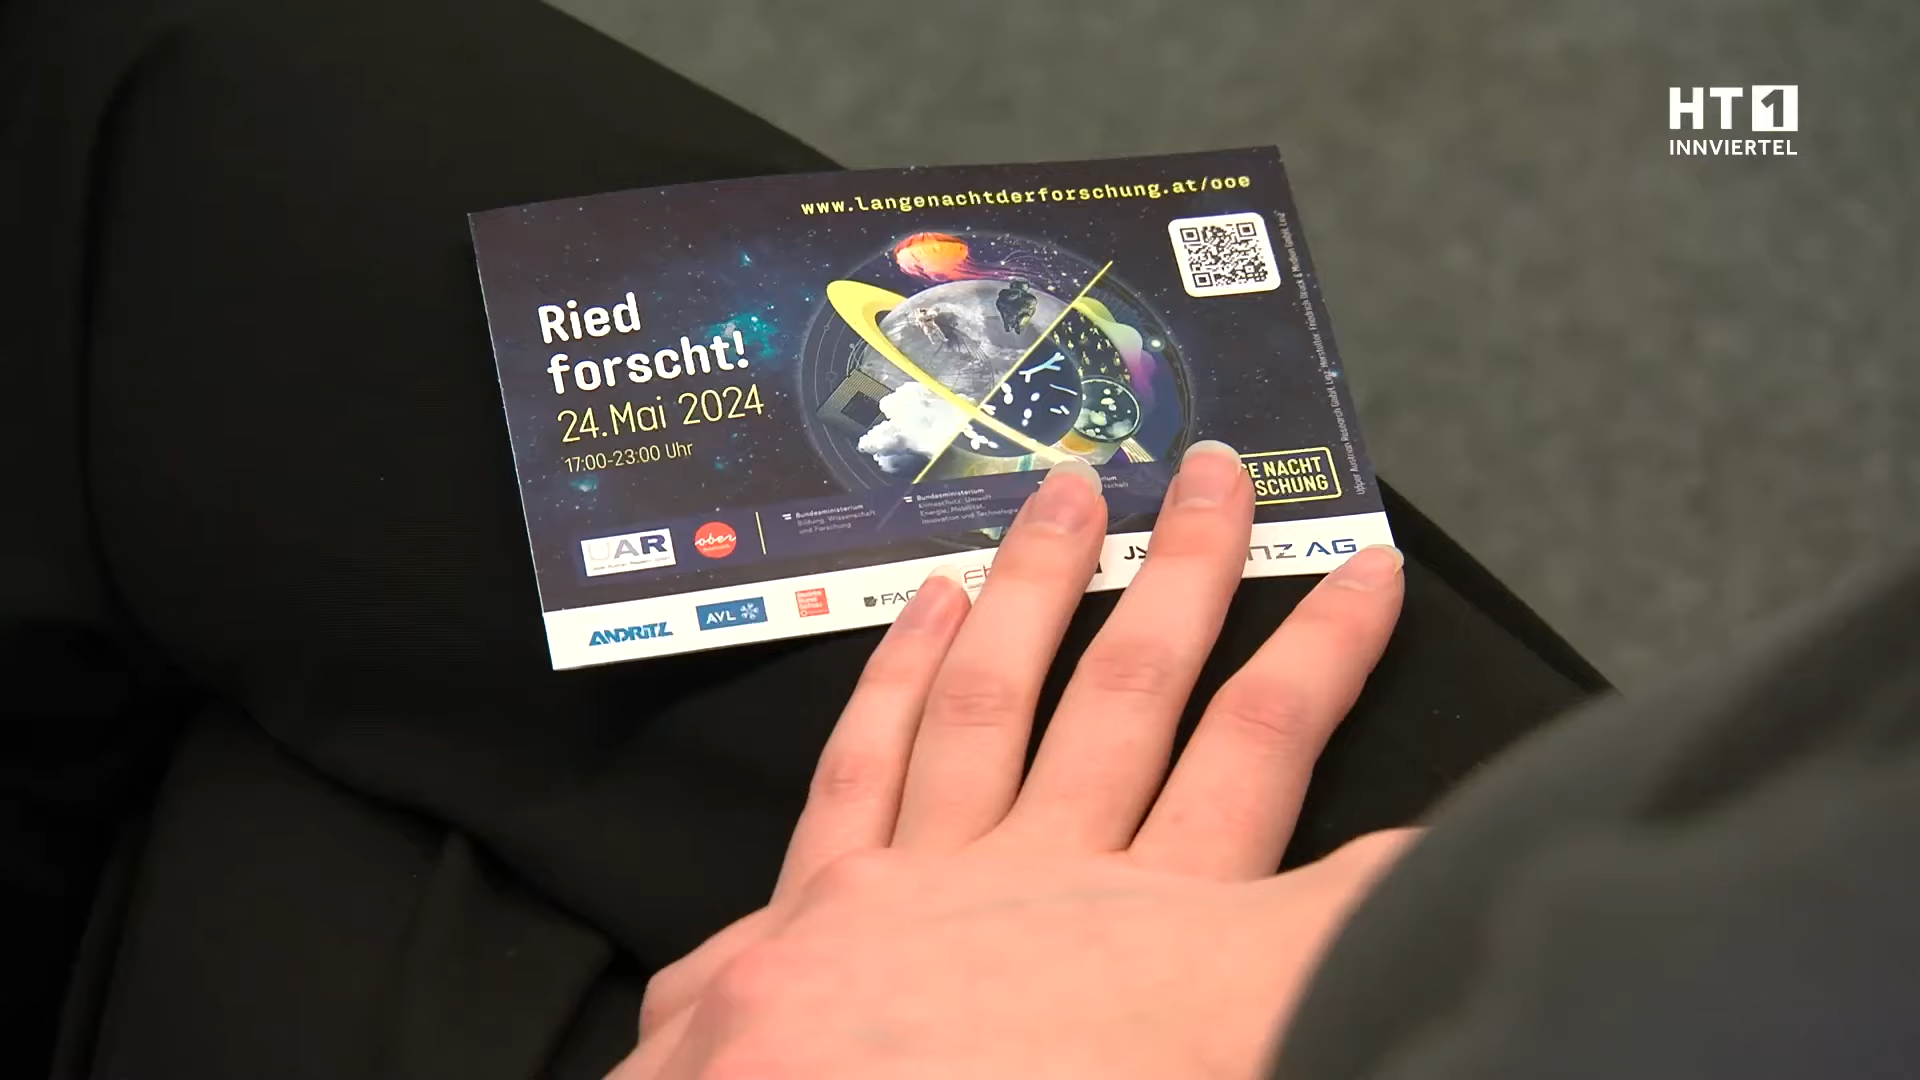 HT1
INNVIERTEL
www.langenachtderforschung.at/ooe
Ried
forscht!
24.Mai 2024
17:00-23:00 Uhr
E NACHT
SCHUNG
UAR
ober
Bundesministerium
Bildung, Wissenschaft
und Forschung
Bundesministerium
Klimaschutz, Umwelt,
Energie, Mobilität,
Innovation und Technologie
ANDRITZ
AVL
FAC
AG